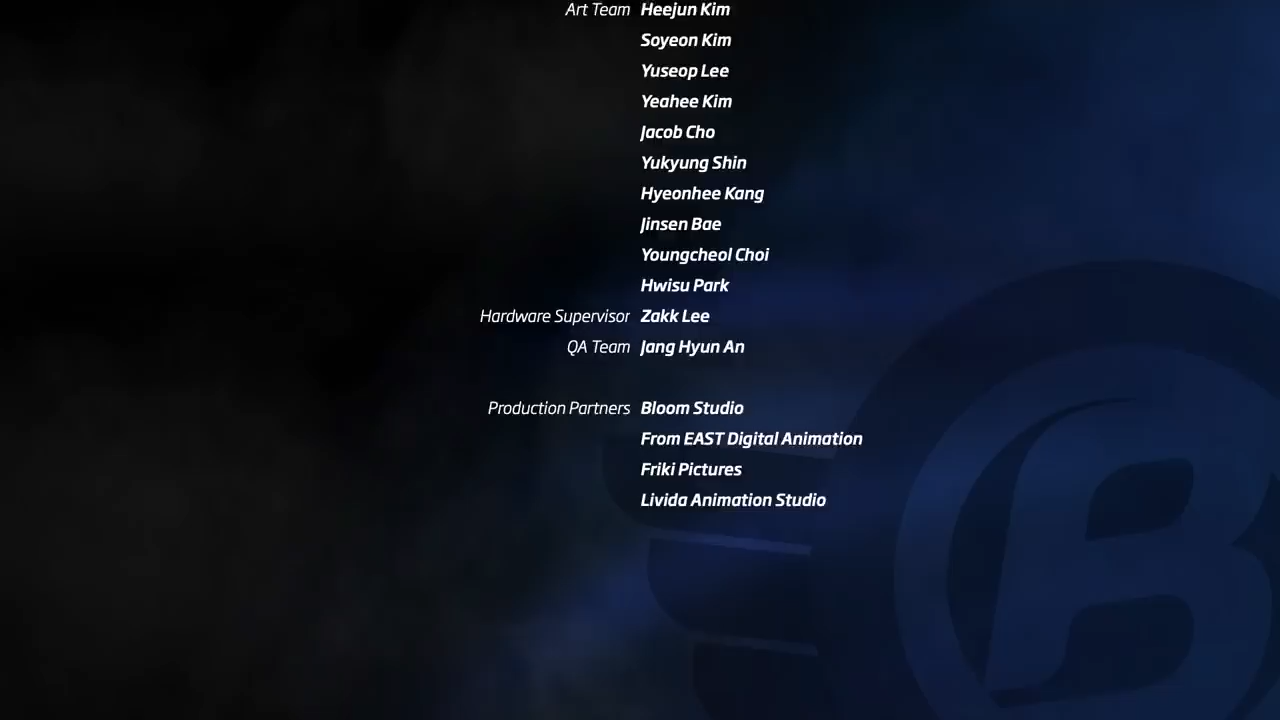 Art Team Heejun Kim
Soyeon Kim
Yuseop Lee
Yeahee Kim
Jacob Cho
Yukyung Shin
Hyeonhee Kang
Jinsen Bae
Youngcheol Choi
Hwisu Park
Hardware Supervisor Zakk Lee
QA Team Jang Hyun An
Production Partners Bloom Studio
From EAST Digital Animation
Friki Pictures
Livida Animation Studio
B